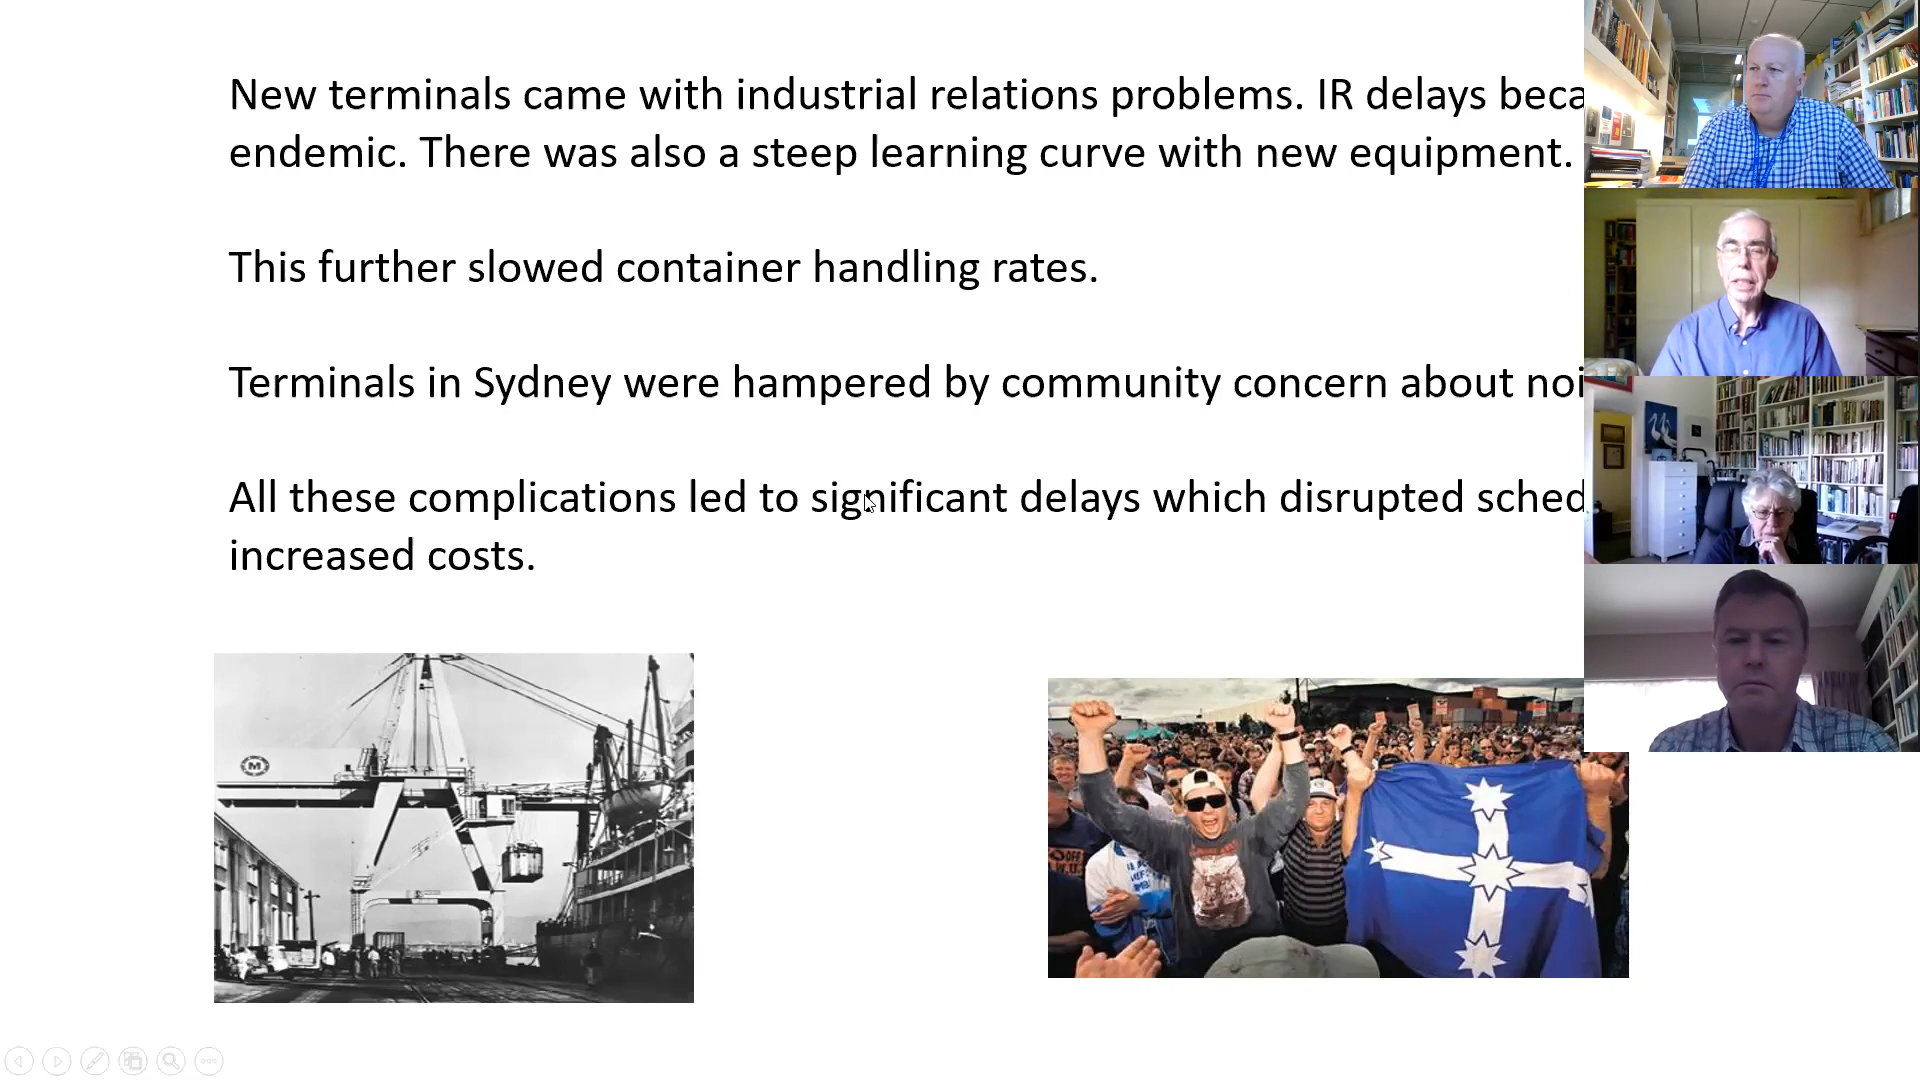 New terminals came with industrial relations problems. IR delays beca
endemic. There was also a steep learning curve with new equipment.
This further slowed container handling rates.
Terminals in Sydney were hampered by community concern about noi
All these complications led to significant delays which disrupted sched
increased costs.
M